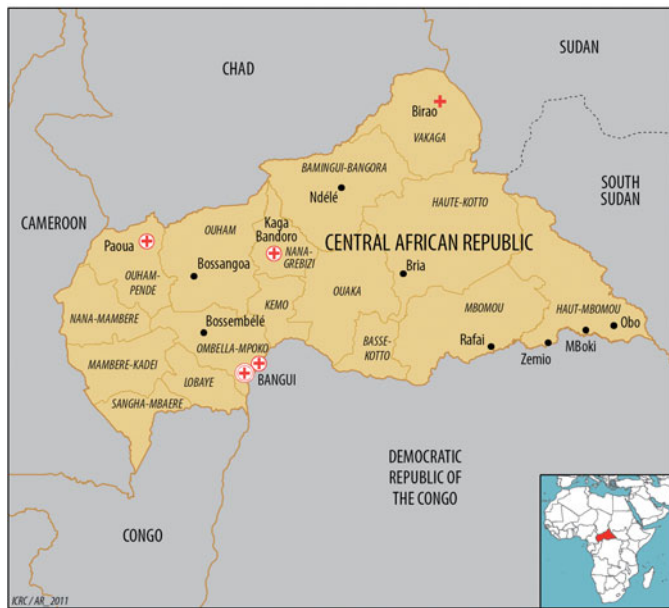 SUDAN
CHAD
Birao
VAKAGA
BAMINGUI-BANGORA
SOUTH
SUDAN
Ndélé
HAUTE-KOTTO
CAMEROON
OUHAM
Kaga
Bandoro
Paoua
NANA-
GREBIZI
CENTRAL AFRICAN REPUBLIC
OUHAM-
PENDE
Bossangoa
Bria
OUAKA
NANA-MAMBERE
KEMO
MBOMOU
HAUT-MBOMOU
Bossembélé
Obo
OMBELLA-MPOKO
BASSE-
KOTTO
Rafai
MBoki
Zemio
MAMBERE-KADEI
LOBAYE
BANGUI
SANGHA-MBAERE
DEMOCRATIC
REPUBLIC OF
THE CONGO
CONGO
ICRC / AR_2011